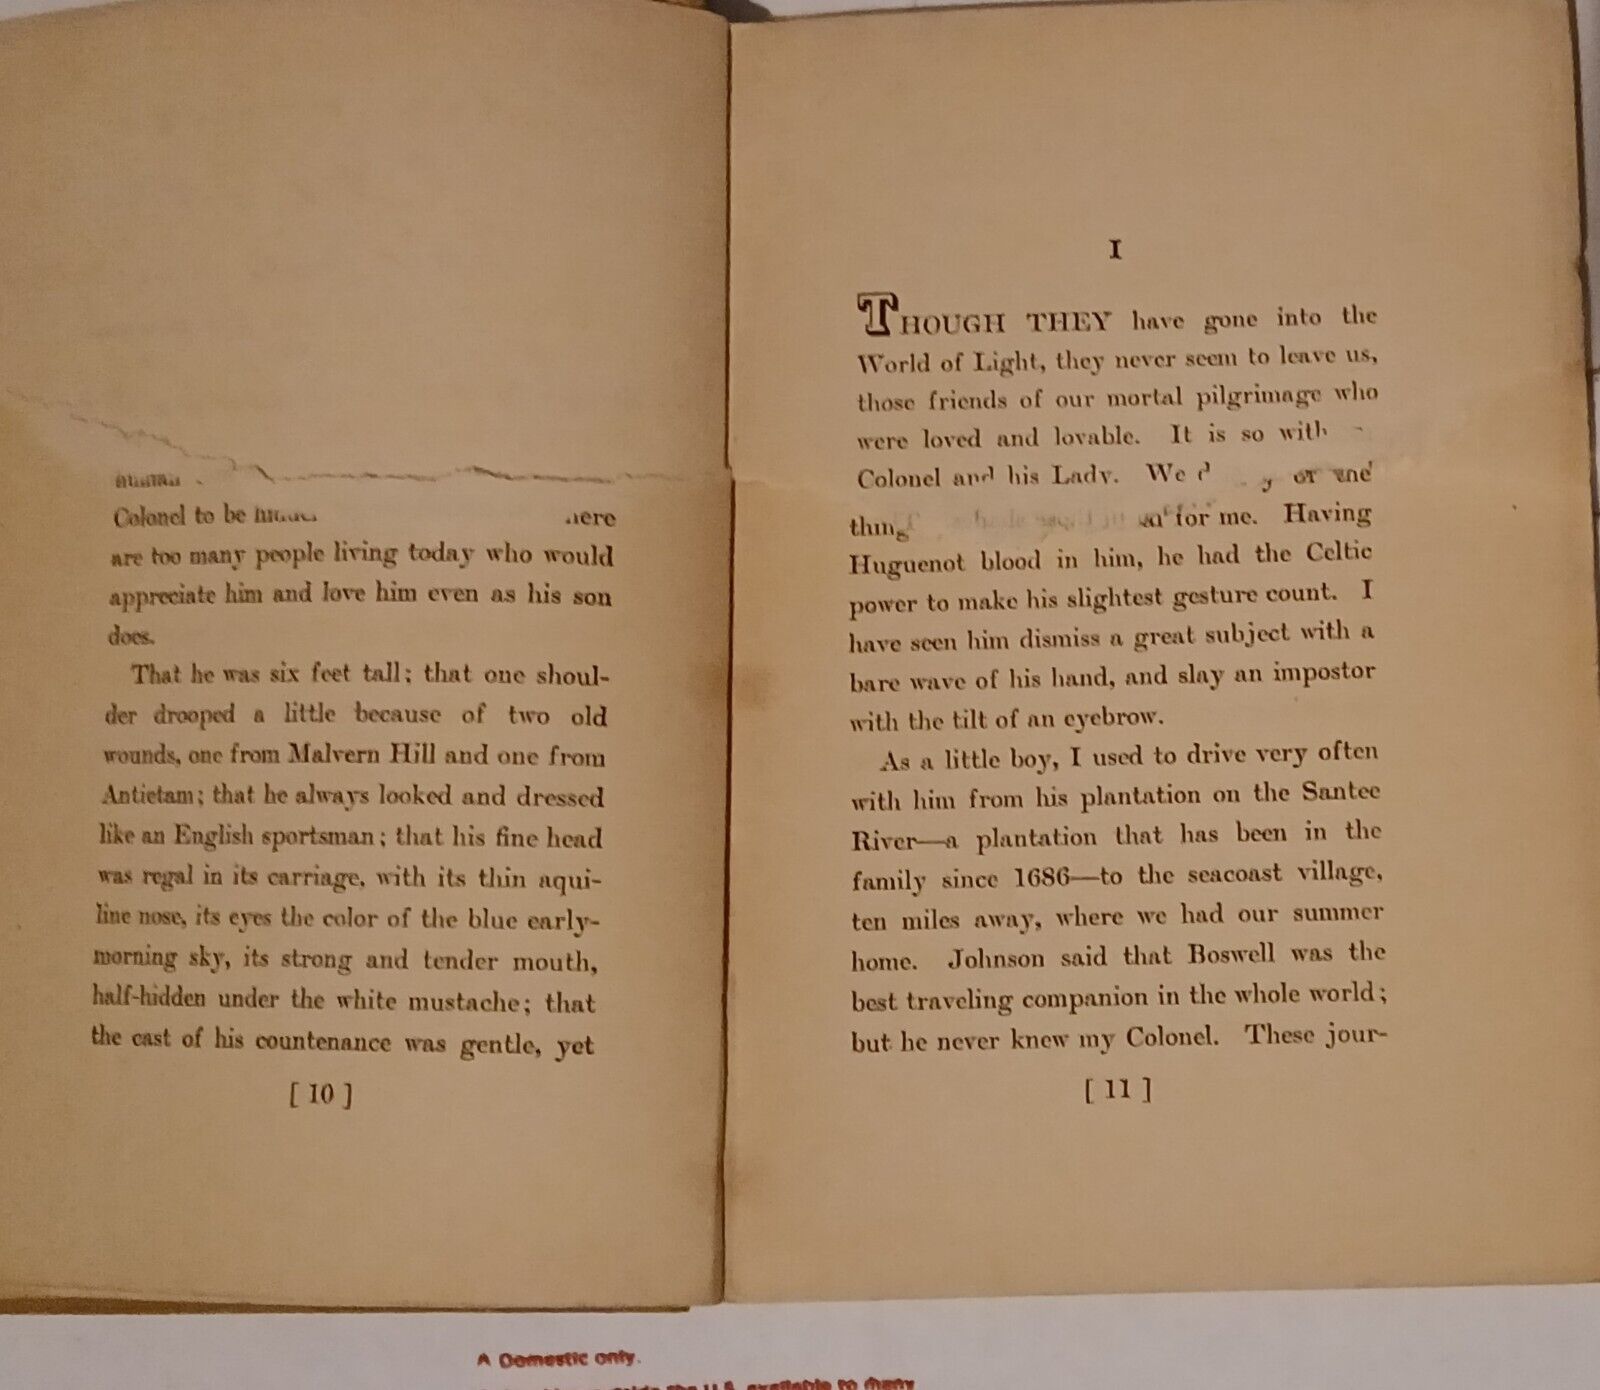 Colonel to be
are too many people living today who would
appreciate him and love him even as his son
does.
That he was six feet tall; that one shoul-
der drooped a little because of two old
wounds, one from Malvern Hill and one from
Antietam; that he always looked and dressed
like an English sportsman; that his fine head
was regal in its carriage, with its thin aqui-
line nose, its eyes the color of the blue early-
morning sky, its strong and tender mouth,
half-hidden under the white mustache; that
the cast of his countenance was gentle, yet
[ 10 ]
I
THOUGH THEY have gone into the
World of Light, they never seem to leave us,
those friends of our mortal pilgrimage who
were loved and lovable. It is so with
Colonel and his Lady. We
for me. Having
Huguenot blood in him, he had the Celtic
power to make his slightest gesture count. I
have seen him dismiss a great subject with a
bare wave of his hand, and slay an impostor
with the tilt of an eyebrow.
As a little boy, I used to drive very often
with him from his plantation on the Santee
River—a plantation that has been in the
family since 1686—to the seacoast village,
ten miles away, where we had our summer
home. Johnson said that Boswell was the
best traveling companion in the whole world;
but he never knew my Colonel. These jour-
[ 11 ]
A Domestic only.
the U.S. available to many